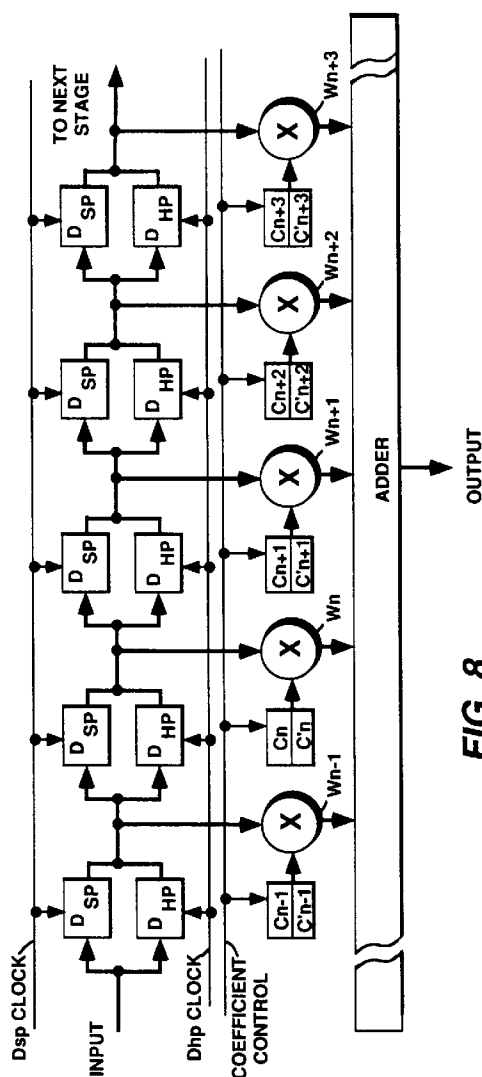 Dsp CLOCK
TO NEXT
STAGE
INPUT
D SP
D SP
D SP
D SP
D SP
D HP
D HP
D HP
D HP
D HP
Dhp CLOCK
COEFFICIENT
CONTROL
Cn-1
C'n-1
Cn
C'n
Cn+1
C'n+1
Cn+2
C'n+2
Cn+3
C'n+3
X
X
X
X
X
Wn-1
Wn
Wn+1
Wn+2
Wn+3
ADDER
OUTPUT
FIG. 8